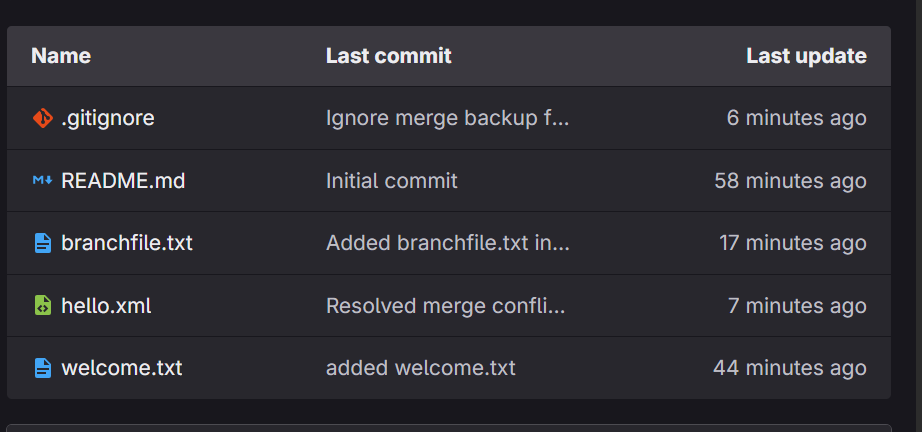 Name Last commit Last update
.gitignore Ignore merge backup f... 6 minutes ago
README.md Initial commit 58 minutes ago
branchfile.txt Added branchfile.txt in... 17 minutes ago
hello.xml Resolved merge confli... 7 minutes ago
welcome.txt added welcome.txt 44 minutes ago